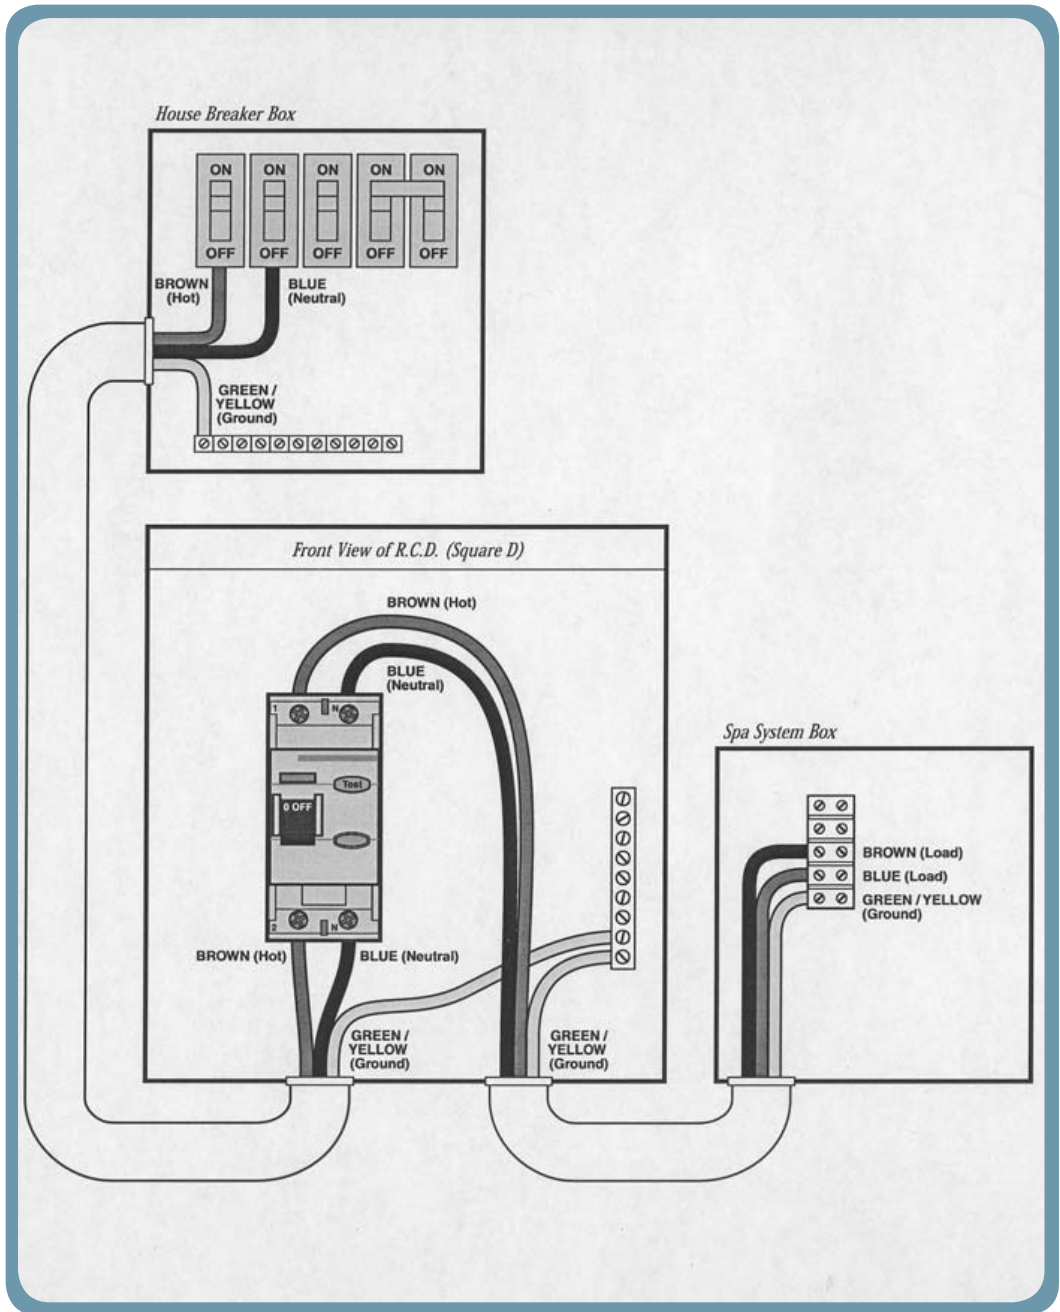 House Breaker Box
ON ON ON ON ON
OFF OFF OFF OFF OFF
BROWN
(Hot)
BLUE
(Neutral)
GREEN /
YELLOW
(Ground)
Front View of R.C.D. (Square D)
BROWN (Hot)
BLUE
(Neutral)
1 N
Test
0 OFF
2 N
BROWN (Hot)
BLUE (Neutral)
GREEN /
YELLOW
(Ground)
GREEN /
YELLOW
(Ground)
Spa System Box
BROWN (Load)
BLUE (Load)
GREEN / YELLOW
(Ground)